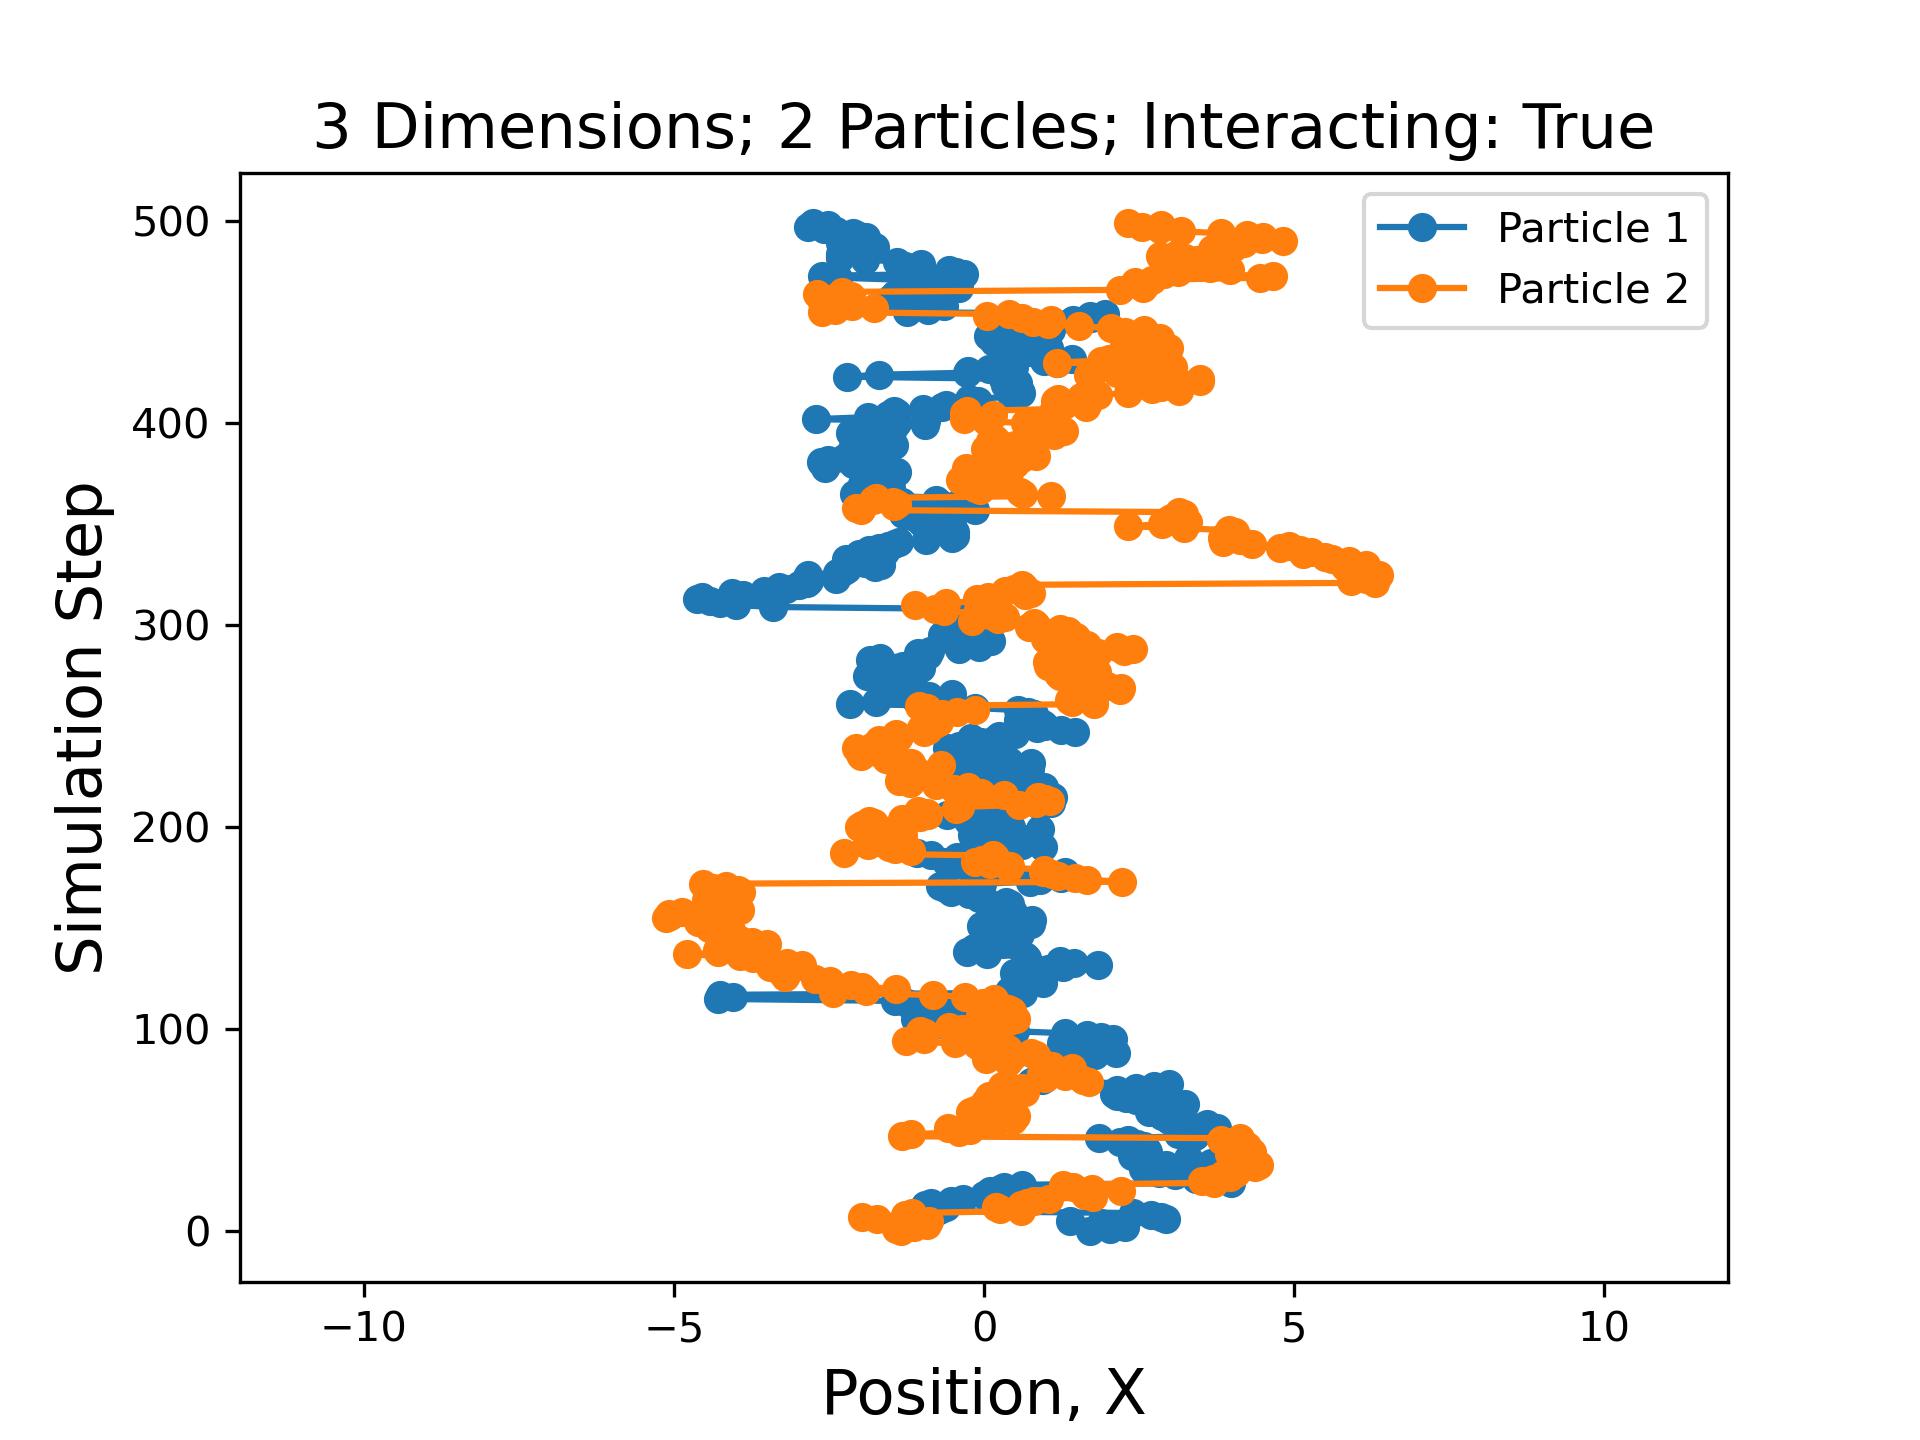 3 Dimensions; 2 Particles; Interacting: True
Particle 1
Particle 2
Simulation Step
500
400
300
200
100
0
−10
−5
0
5
10
Position, X